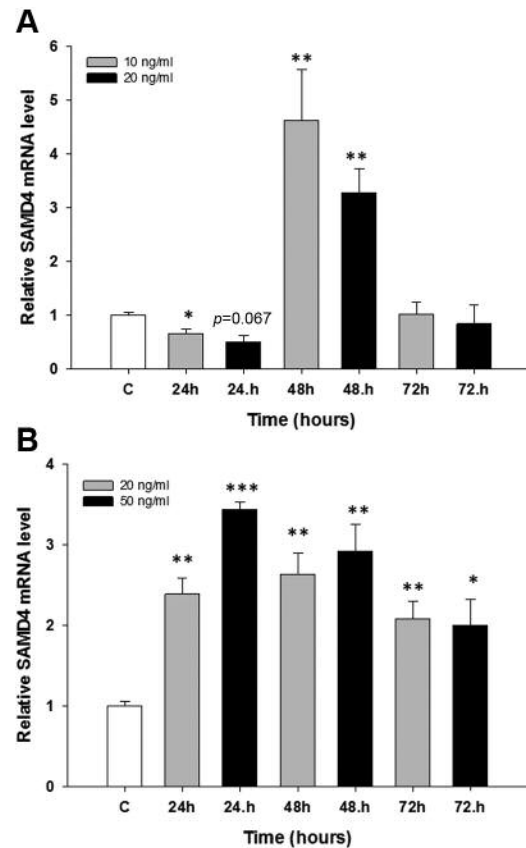 A
Relative SAMD4 mRNA level
6
5
4
3
2
1
0
10 ng/ml
20 ng/ml
*
p=0.067
**
**
C 24h 24.h 48h 48.h 72h 72.h
Time (hours)
B
Relative SAMD4 mRNA level
4
3
2
1
0
20 ng/ml
50 ng/ml
**
***
**
**
**
*
C 24h 24.h 48h 48.h 72h 72.h
Time (hours)